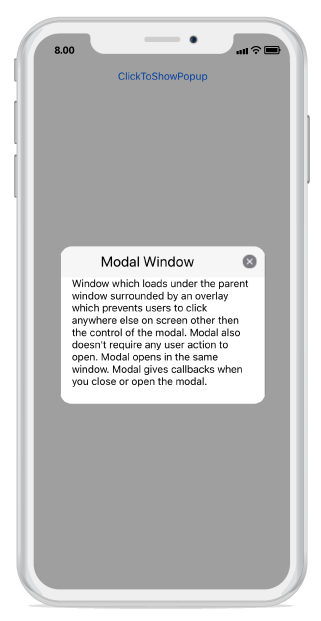 8.00
ClickToShowPopup
Modal Window
Window which loads under the parent
window surrounded by an overlay
which prevents users to click
anywhere else on screen other then
the control of the modal. Modal also
doesn't require any user action to
open. Modal opens in the same
window. Modal gives callbacks when
you close or open the modal.